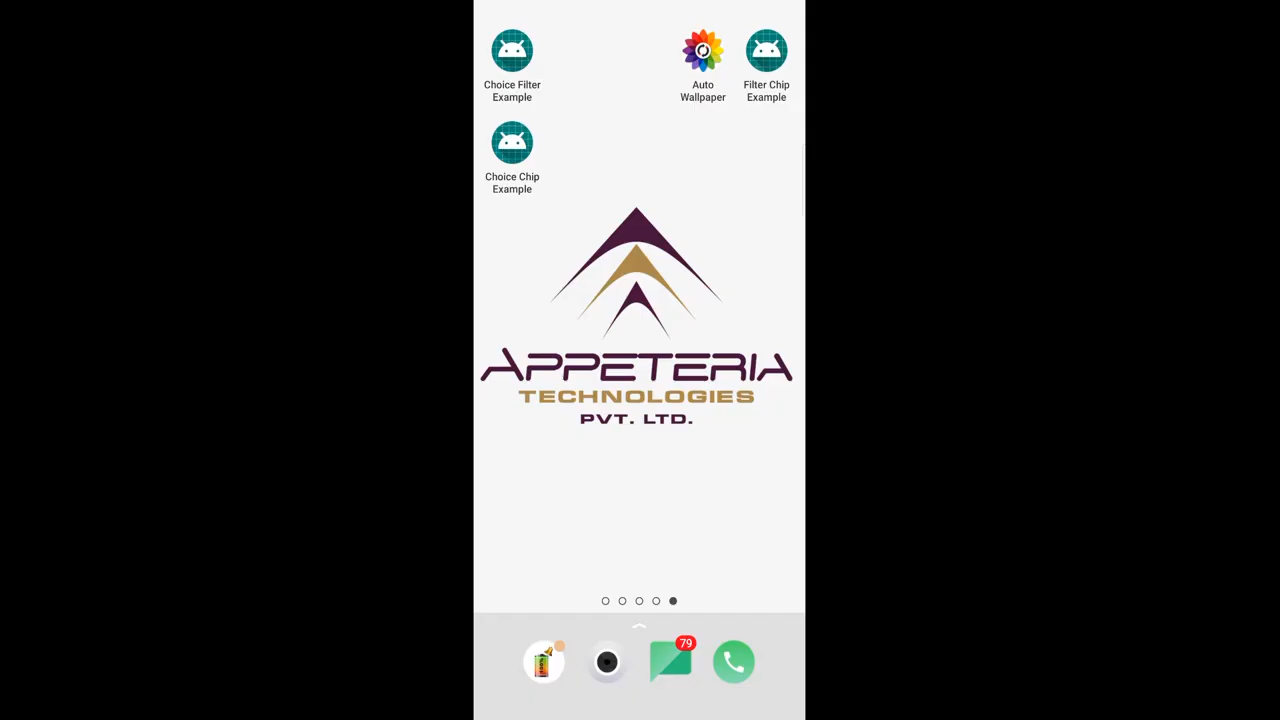 Choice Filter
Example
Auto
Wallpaper
Filter Chip
Example
Choice Chip
Example
APPETERIA
TECHNOLOGIES
PVT. LTD.
79